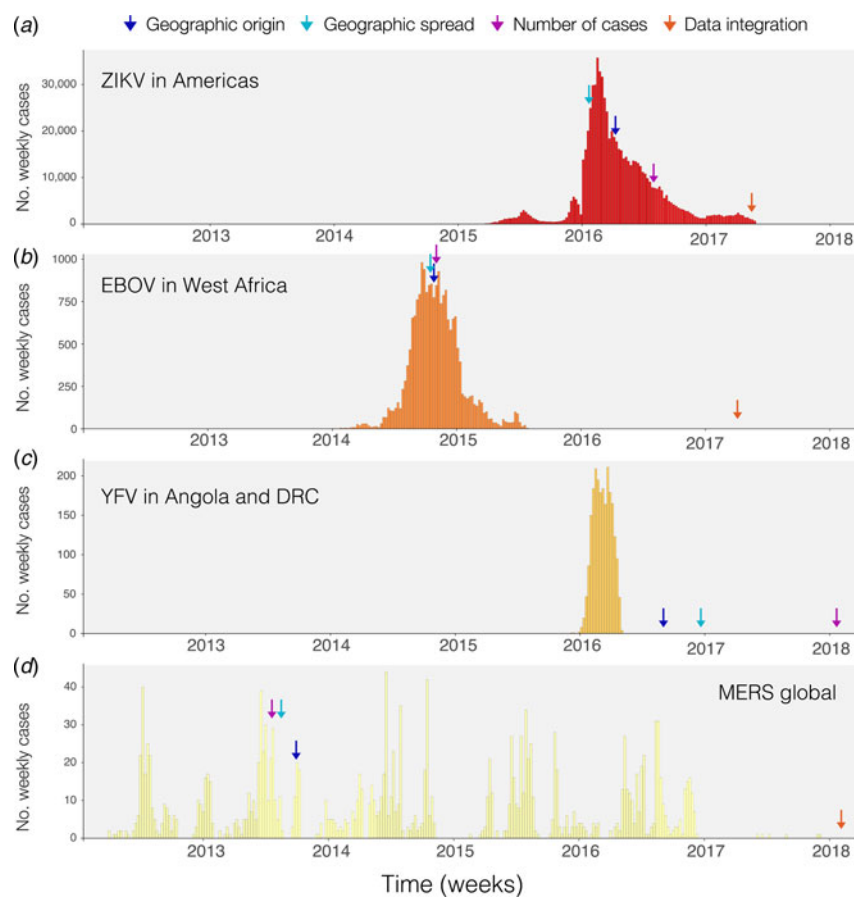 (a) Geographic origin Geographic spread Number of cases Data integration
ZIKV in Americas
No. weekly cases
30,000
20,000
10,000
0
2013 2014 2015 2016 2017 2018
(b)
EBOV in West Africa
No. weekly cases
1000
750
500
250
0
2013 2014 2015 2016 2017 2018
(c)
YFV in Angola and DRC
No. weekly cases
200
150
100
50
0
2013 2014 2015 2016 2017 2018
(d)
MERS global
No. weekly cases
40
30
20
10
0
2013 2014 2015 2016 2017 2018
Time (weeks)